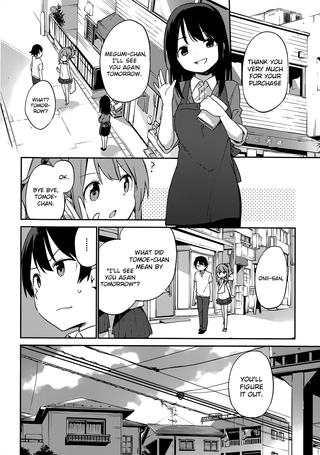 THANK YOU
VERY MUCH
FOR YOUR
PURCHASE
MEGUMI-CHAN,
I'LL SEE
YOU AGAIN
TOMORROW.
WHAT?
TOMOR-
ROW?
?
OK.
BYE BYE,
TOMOE-
CHAN.
ONII-SAN,
WHAT DID
TOMOE-CHAN
MEAN BY
"I'LL SEE
YOU AGAIN
TOMORROW"?
........
YOU'LL
FIGURE
IT OUT.